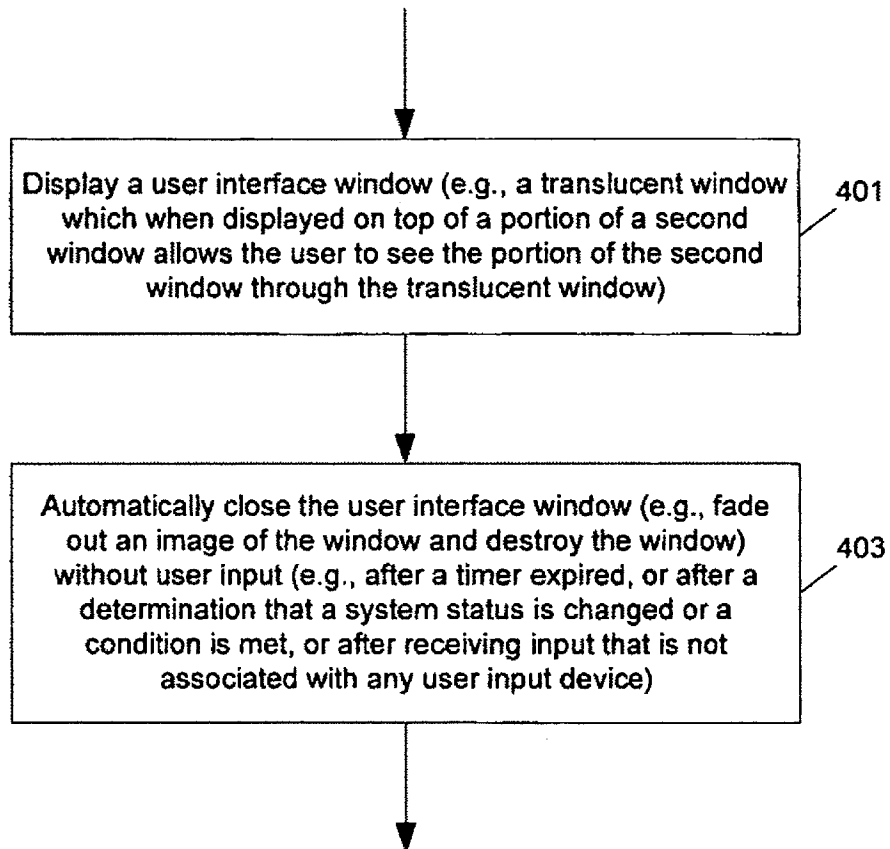 Display a user interface window (e.g., a translucent window
which when displayed on top of a portion of a second
window allows the user to see the portion of the second
window through the translucent window)
401
Automatically close the user interface window (e.g., fade
out an image of the window and destroy the window)
without user input (e.g., after a timer expired, or after a
determination that a system status is changed or a
condition is met, or after receiving input that is not
associated with any user input device)
403